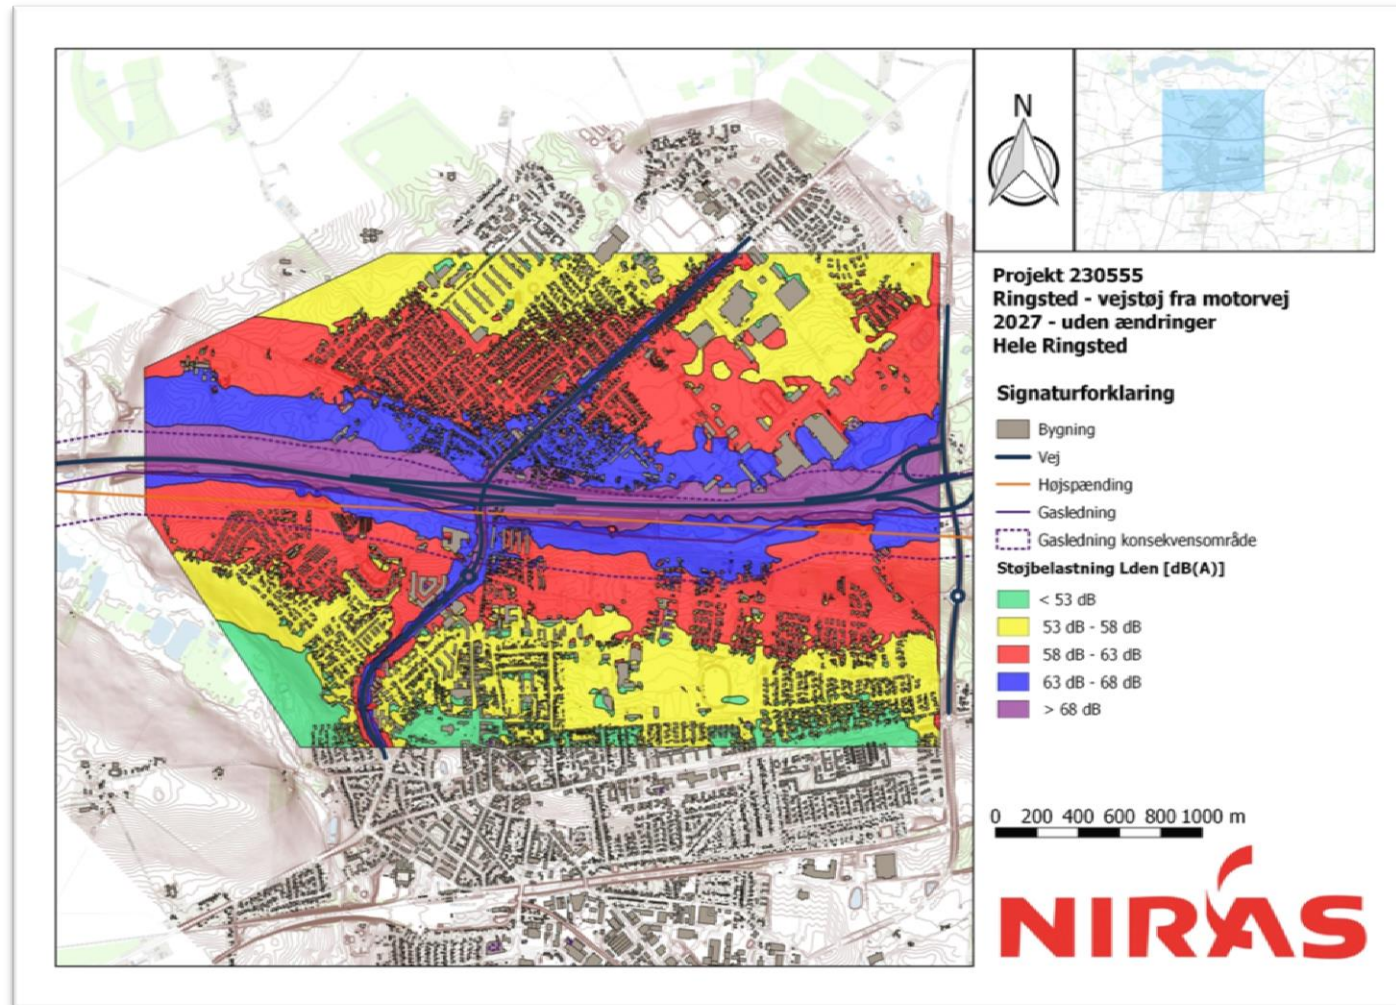 N
Projekt 230555
Ringsted - vejstøj fra motorvej
2027 - uden ændringer
Hele Ringsted
Signaturforklaring
Bygning
Vej
Højspænding
Gasledning
Gasledning konsekvensområde
Støjbelastning Lden [dB(A)]
< 53 dB
53 dB - 58 dB
58 dB - 63 dB
63 dB - 68 dB
> 68 dB
0 200 400 600 800 1000 m
NIRAS